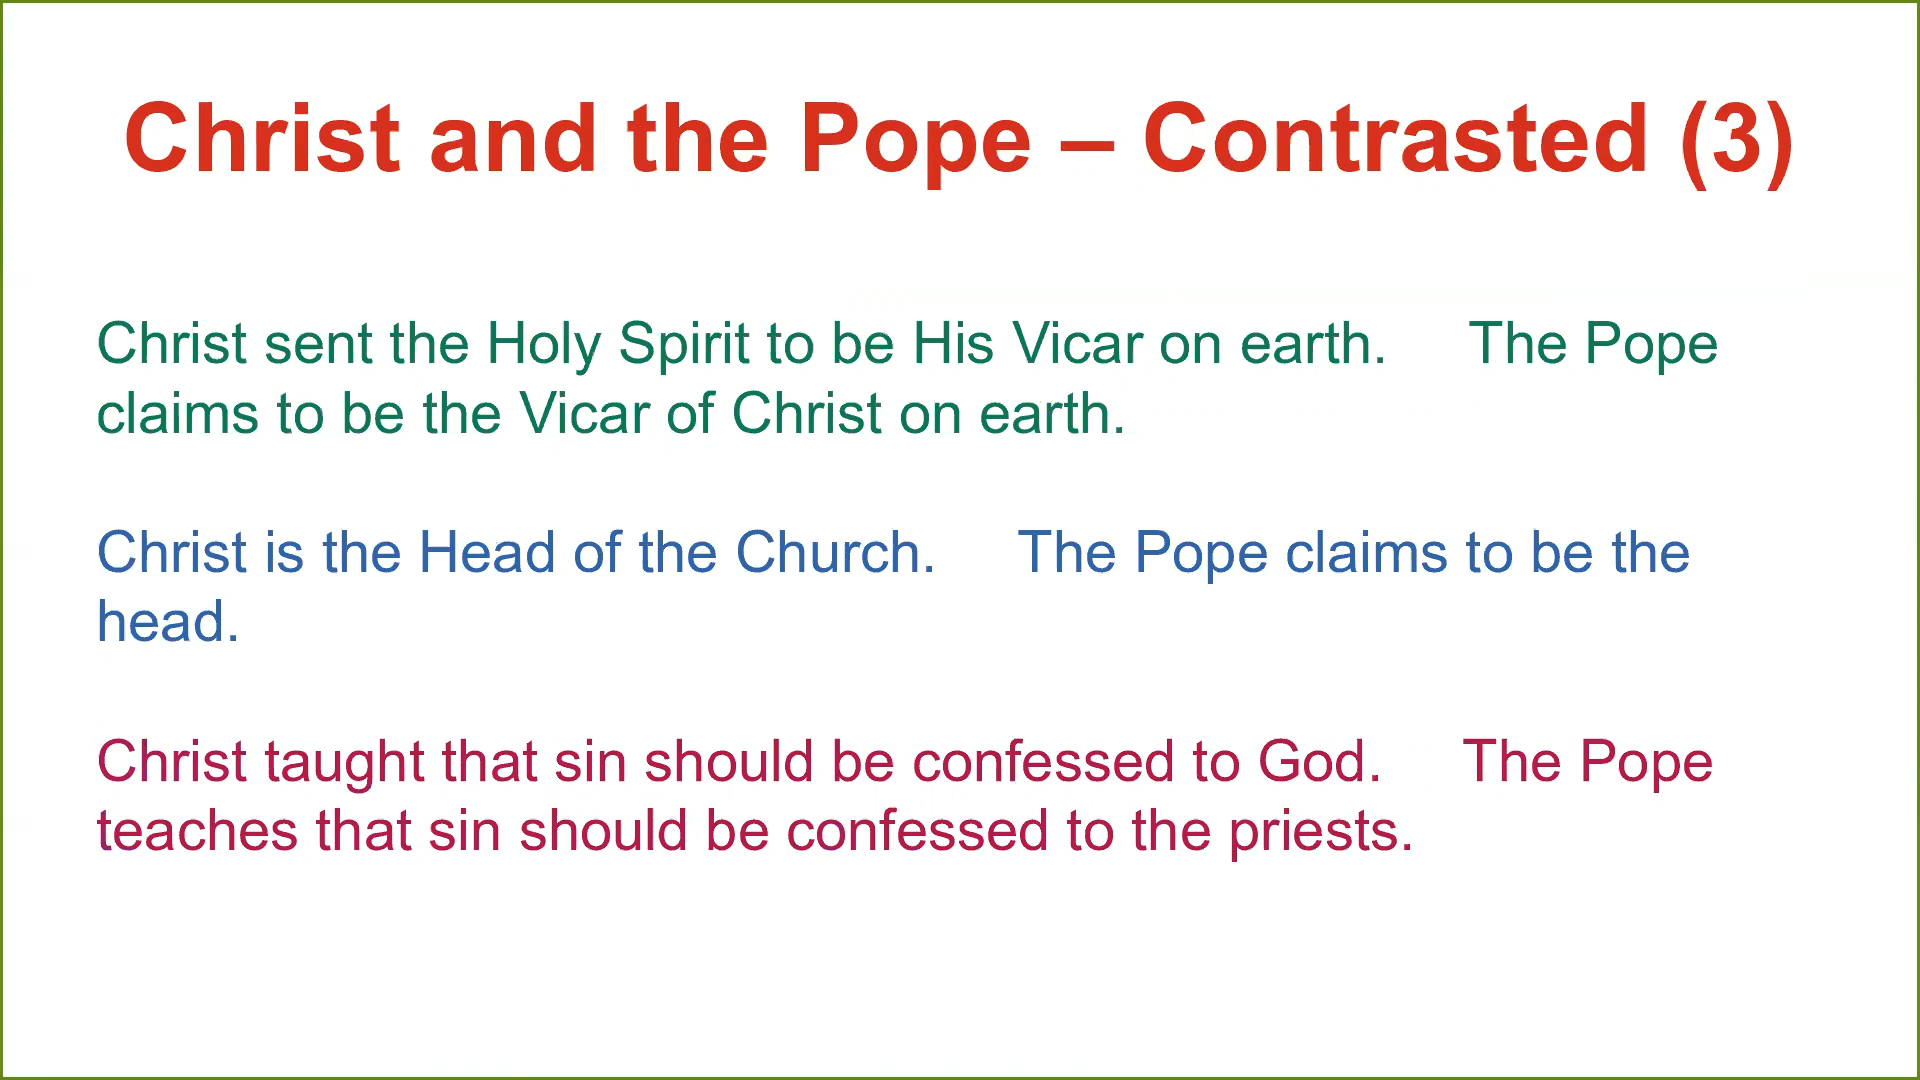 Christ and the Pope – Contrasted (3)
Christ sent the Holy Spirit to be His Vicar on earth. The Pope
claims to be the Vicar of Christ on earth.
Christ is the Head of the Church. The Pope claims to be the
head.
Christ taught that sin should be confessed to God. The Pope
teaches that sin should be confessed to the priests.